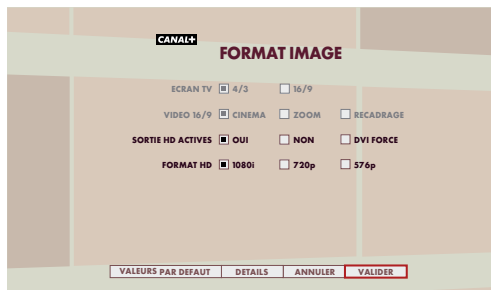 CANAL+
FORMAT IMAGE
ECRAN TV 4/3 16/9
VIDEO 16/9 CINEMA ZOOM RECADRAGE
SORTIE HD ACTIVES OUI NON DVI FORCE
FORMAT HD 1080i 720p 576p
VALEURS PAR DEFAUT DETAILS ANNULER VALIDER